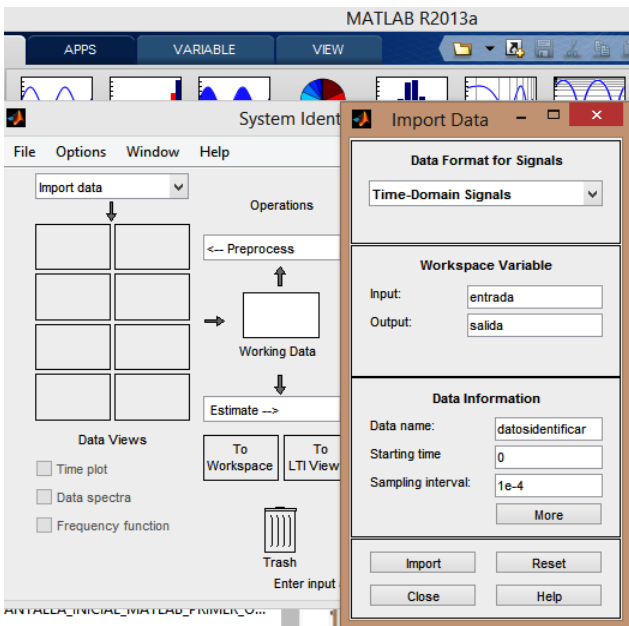 MATLAB R2013a
APPS VARIABLE VIEW
System Ident
File Options Window Help
Import data
Operations
<-- Preprocess
Working Data
Estimate -->
Data Views
Time plot
Data spectra
Frequency function
To Workspace
To LTI View
Trash
Enter input
Import Data
Data Format for Signals
Time-Domain Signals
Workspace Variable
Input: entrada
Output: salida
Data Information
Data name: datosidentificar
Starting time 0
Sampling interval: 1e-4
More
Import Reset
Close Help